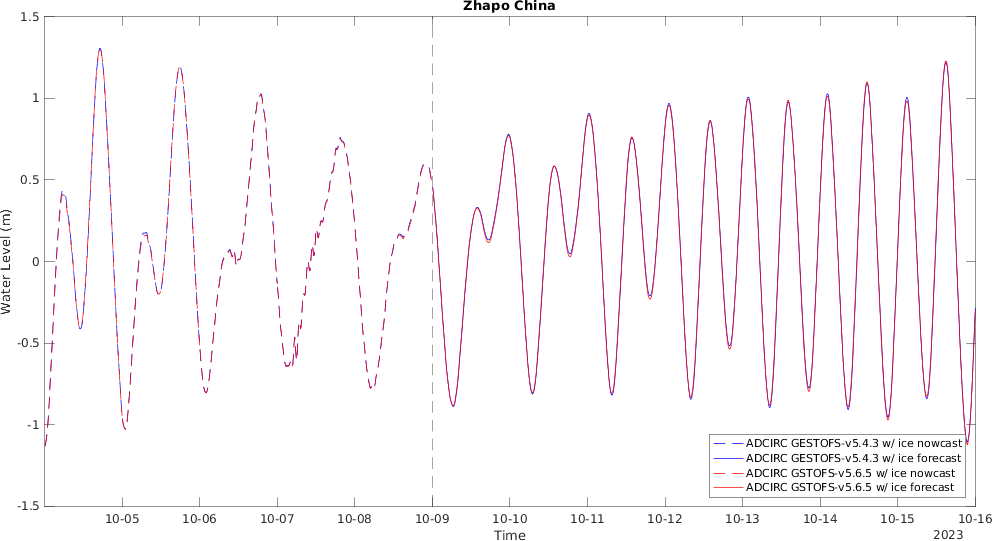 Zhapo China
1.5
1
0.5
0
-0.5
-1
-1.5
Water Level (m)
10-05 10-06 10-07 10-08 10-09 10-10 10-11 10-12 10-13 10-14 10-15 10-16
Time
2023
ADCIRC GESTOFS-v5.4.3 w/ ice nowcast
ADCIRC GESTOFS-v5.4.3 w/ ice forecast
ADCIRC GSTOFS-v5.6.5 w/ ice nowcast
ADCIRC GSTOFS-v5.6.5 w/ ice forecast